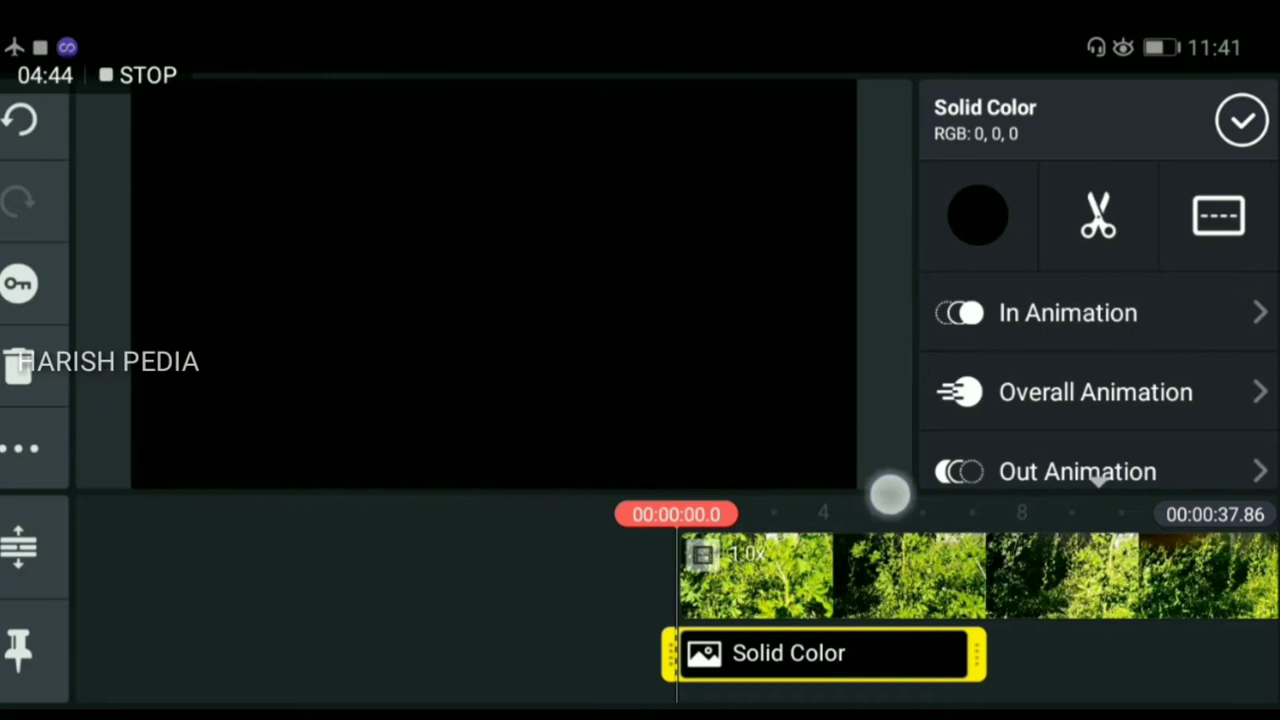 11:41
04:44 STOP
Solid Color
RGB: 0, 0, 0
In Animation
HARISH PEDIA
Overall Animation
Out Animation
00:00:00.0
4
8
00:00:37.86
1.0x
Solid Color